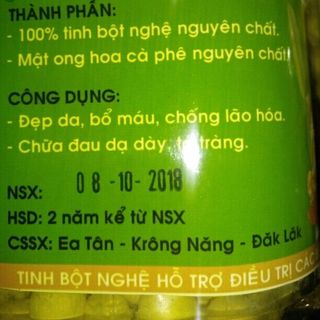 THÀNH PHẦN:
- 100% tinh bột nghệ nguyên chất.
- Mật ong hoa cà phê nguyên chất
CÔNG DỤNG:
- Đẹp da, bổ máu, chống lão hóa.
- Chữa đau dạ dày, tràng.
NSX: 08-10-2018
HSD: 2 năm kể từ NSX
CSSX: Ea Tân - Krông Năng - Đăk Lăk
TINH BỘT NGHỆ HỖ TRỢ ĐIỀU TRỊ CÁC